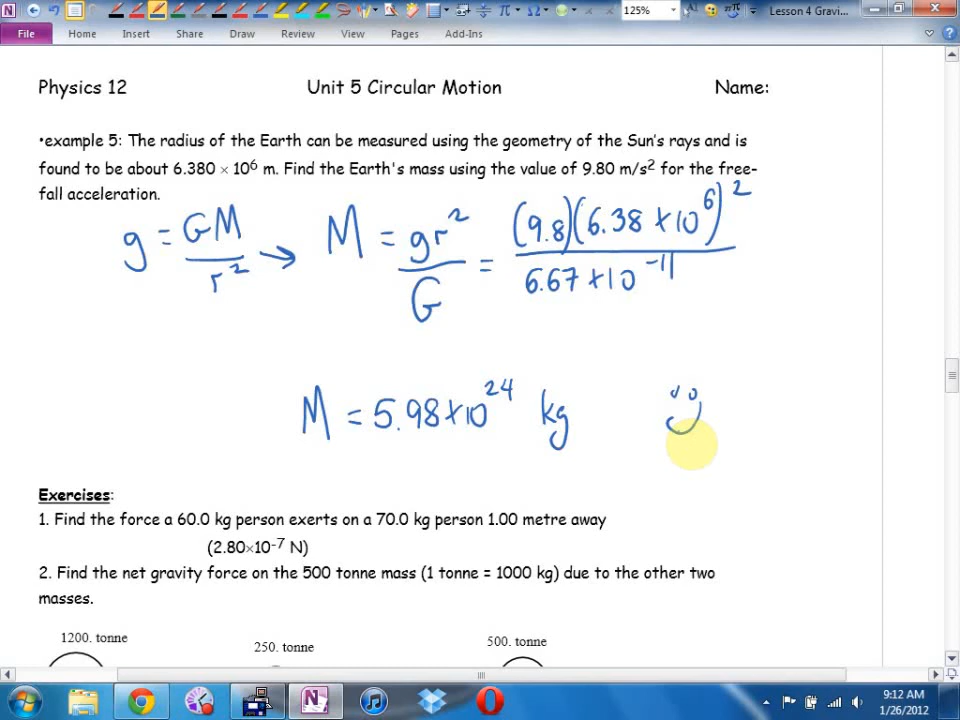 125% Lesson 4 Gravi...
File Home Insert Share Draw Review View Pages Add-Ins
Physics 12 Unit 5 Circular Motion Name:
•example 5: The radius of the Earth can be measured using the geometry of the Sun's rays and is
found to be about 6.380 × 10⁶ m. Find the Earth's mass using the value of 9.80 m/s² for the free-
fall acceleration.
g = GM / r² → M = gr² / G = (9.8)(6.38 × 10⁶)² / 6.67 × 10⁻¹¹
M = 5.98 × 10²⁴ kg
Exercises:
1. Find the force a 60.0 kg person exerts on a 70.0 kg person 1.00 metre away
(2.80×10⁻⁷ N)
2. Find the net gravity force on the 500 tonne mass (1 tonne = 1000 kg) due to the other two
masses.
1200. tonne 250. tonne 500. tonne
9:12 AM
1/26/2012